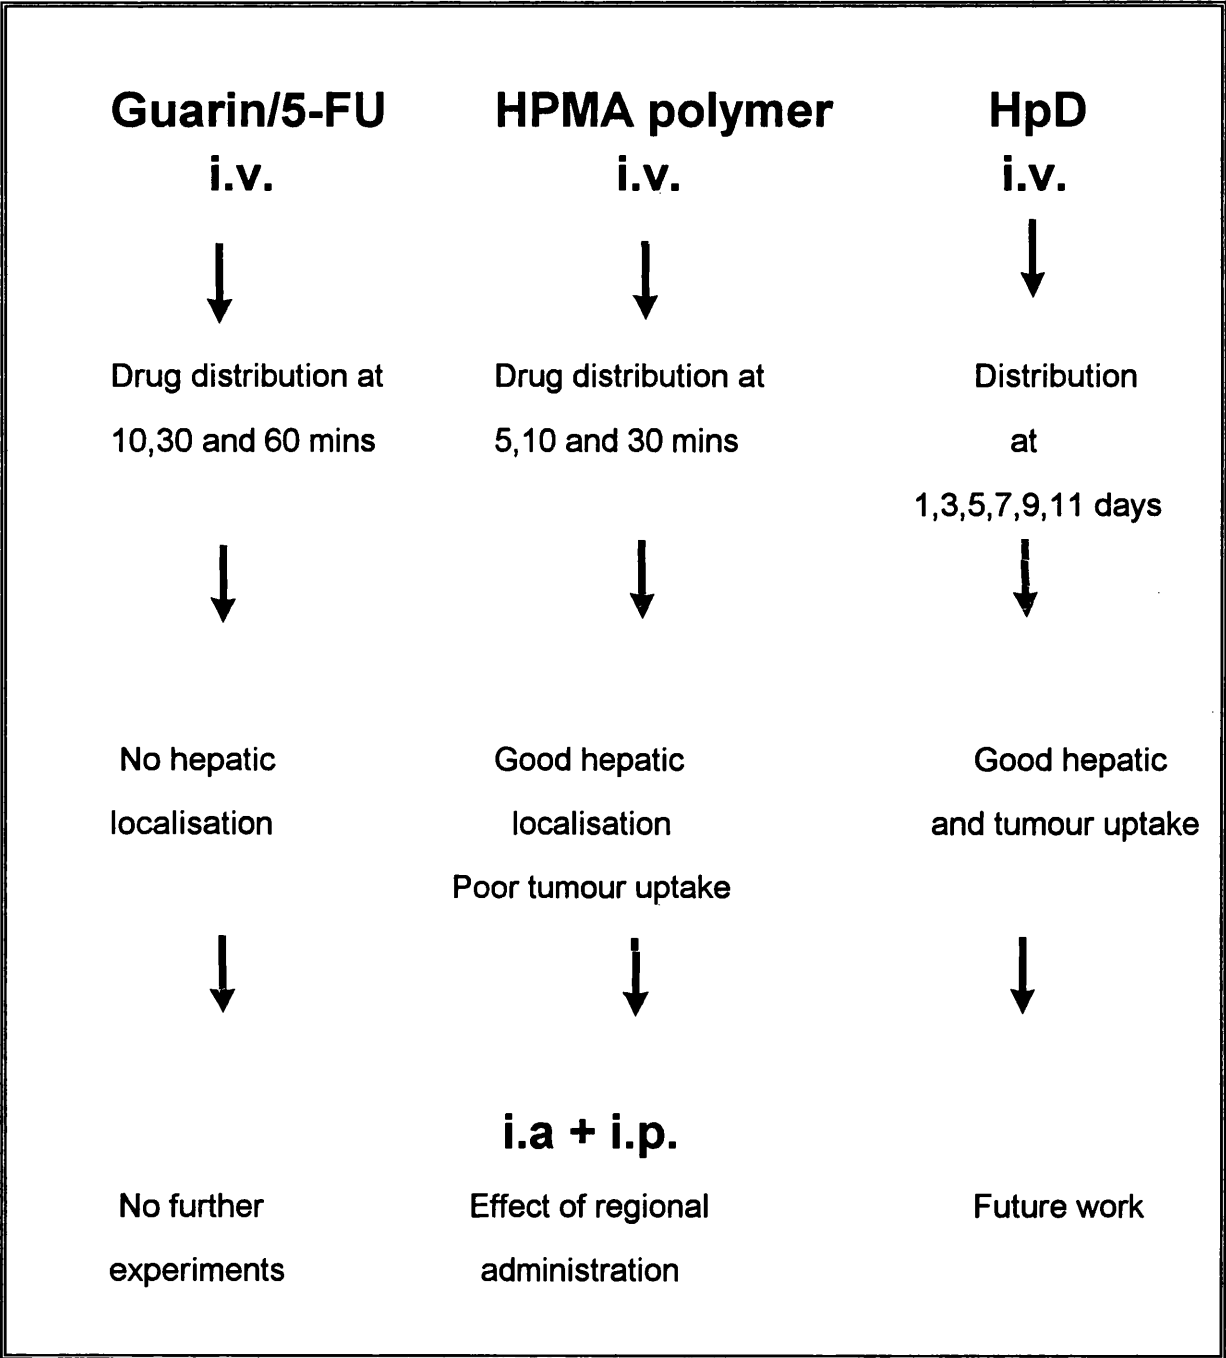 Guarin/5-FU
i.v.
Drug distribution at
10,30 and 60 mins
No hepatic
localisation
No further
experiments
HPMA polymer
i.v.
Drug distribution at
5,10 and 30 mins
Good hepatic
localisation
Poor tumour uptake
i.a + i.p.
Effect of regional
administration
HpD
i.v.
Distribution
at
1,3,5,7,9,11 days
Good hepatic
and tumour uptake
Future work